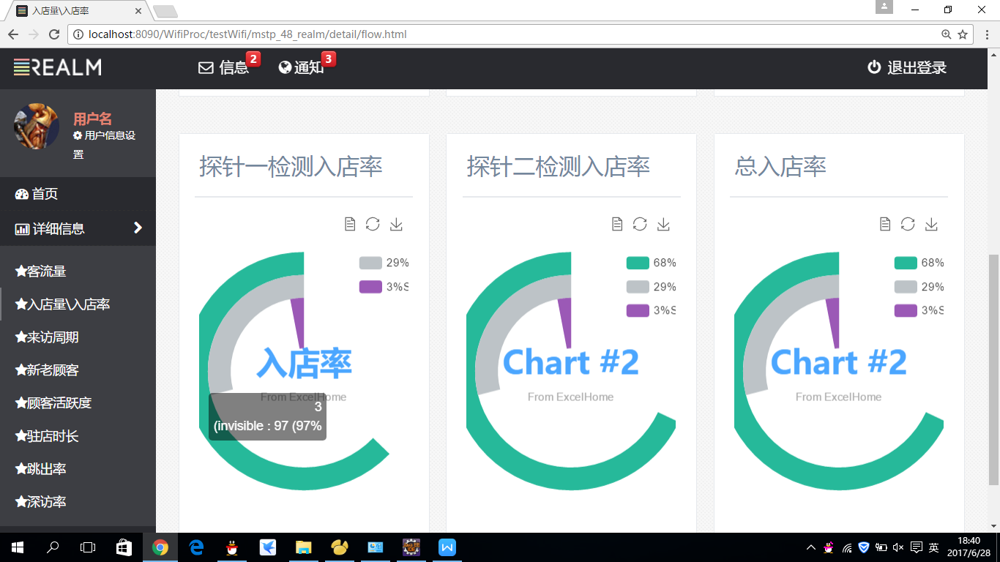 入店量\入店率
localhost:8090/WifiProc/testWifi/mstp_48_realm/detail/flow.html
REALM
信息 2
通知 3
退出登录
用户名
用户信息设
置
首页
详细信息
客流量
入店量\入店率
来访周期
新老顾客
顾客活跃度
驻店时长
跳出率
深访率
探针一检测入店率
29%
3%S
入店率
From ExcelHome
3
(invisible : 97 (97%
探针二检测入店率
68%
29%
3%S
Chart #2
From ExcelHome
总入店率
68%
29%
3%S
Chart #2
From ExcelHome
英
18:40
2017/6/28